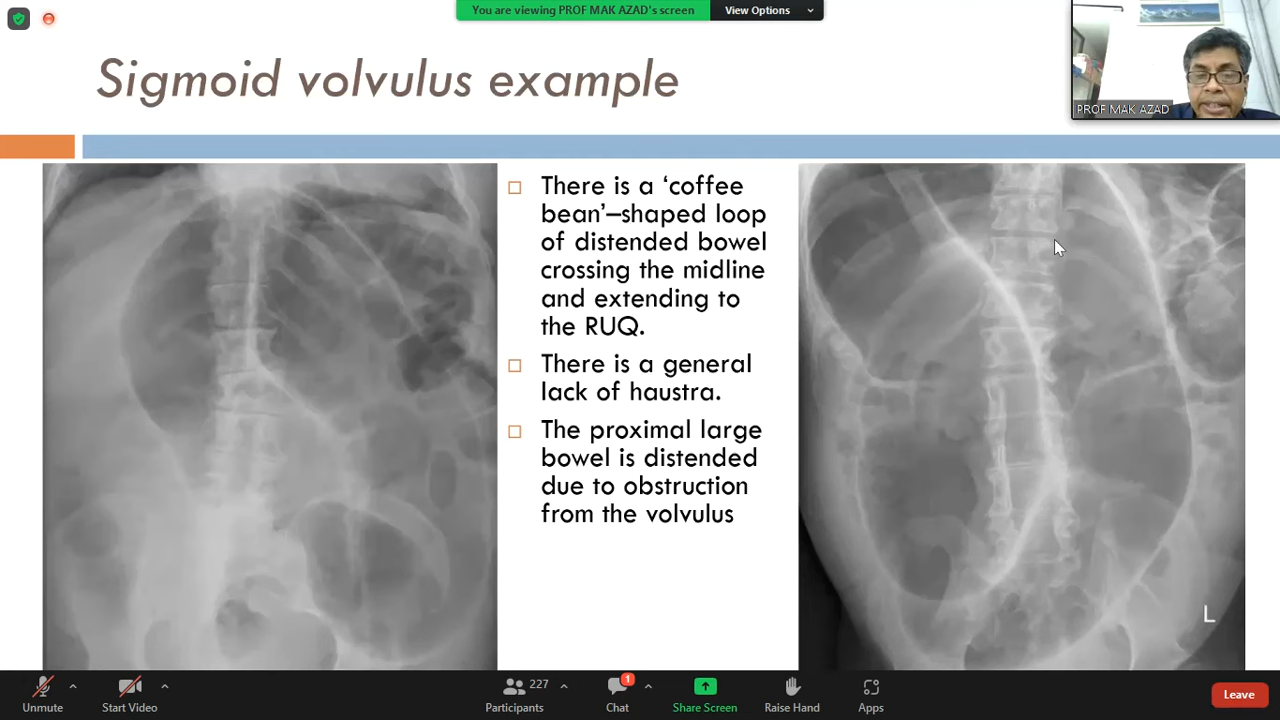 You are viewing PROF MAK AZAD's screen
View Options
Sigmoid volvulus example
PROF MAK AZAD
There is a ‘coffee
bean’–shaped loop
of distended bowel
crossing the midline
and extending to
the RUQ.
There is a general
lack of haustra.
The proximal large
bowel is distended
due to obstruction
from the volvulus
L
Unmute
Start Video
227
Participants
1
Chat
Share Screen
Raise Hand
Apps
Leave